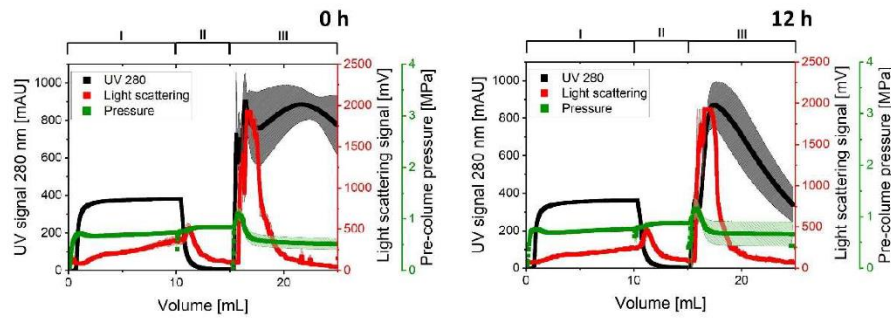 0 h
I II III
UV signal 280 nm [mAU]
1000
800
600
400
200
0
UV 280
Light scattering
Pressure
0 10 20
Volume [mL]
2500
2000
1500
1000
500
0
Light scattering signal [mV]
4
3
2
1
0
Pre-column pressure [MPa]
12 h
I II III
UV signal 280 nm [mAU]
1000
800
600
400
200
0
UV 280
Light scattering
Pressure
0 10 20
Volume [mL]
2500
2000
1500
1000
500
0
Light scattering signal [mV]
4
3
2
1
0
Pre-colume pressure [MPa]